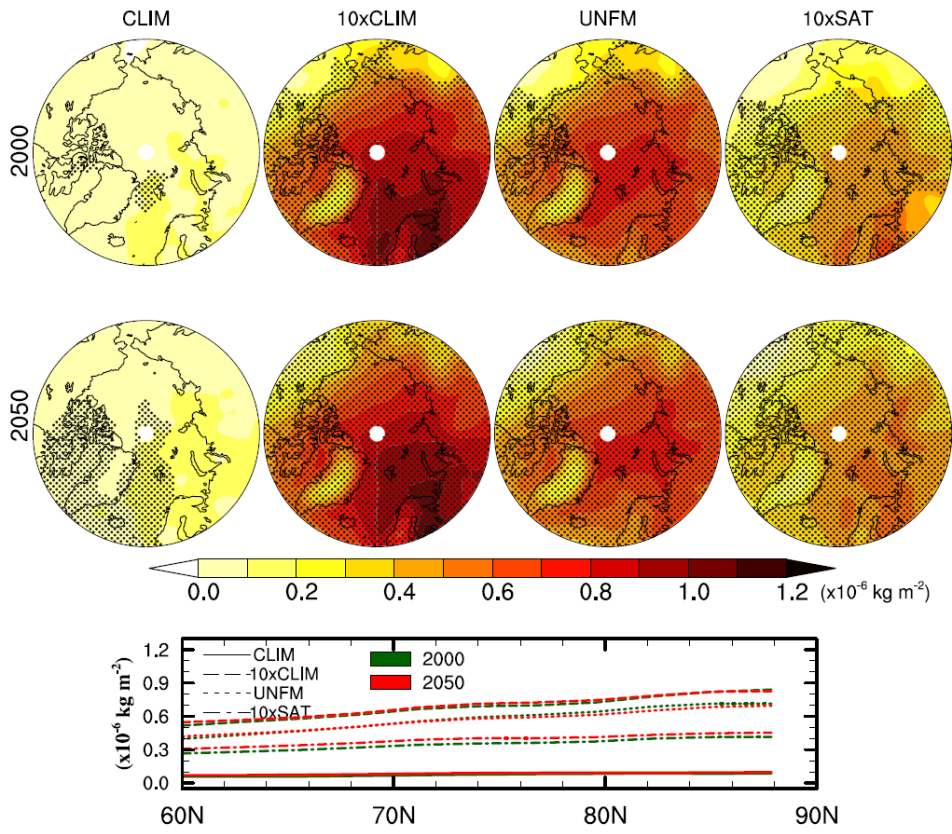 CLIM 10xCLIM UNFM 10xSAT
2000
2050
0.0 0.2 0.4 0.6 0.8 1.0 1.2 (x10⁻⁶ kg m⁻²)
(x10⁻⁶ kg m⁻²)
1.2
0.9
0.6
0.3
0.0
CLIM
10xCLIM
UNFM
10xSAT
2000
2050
60N 70N 80N 90N